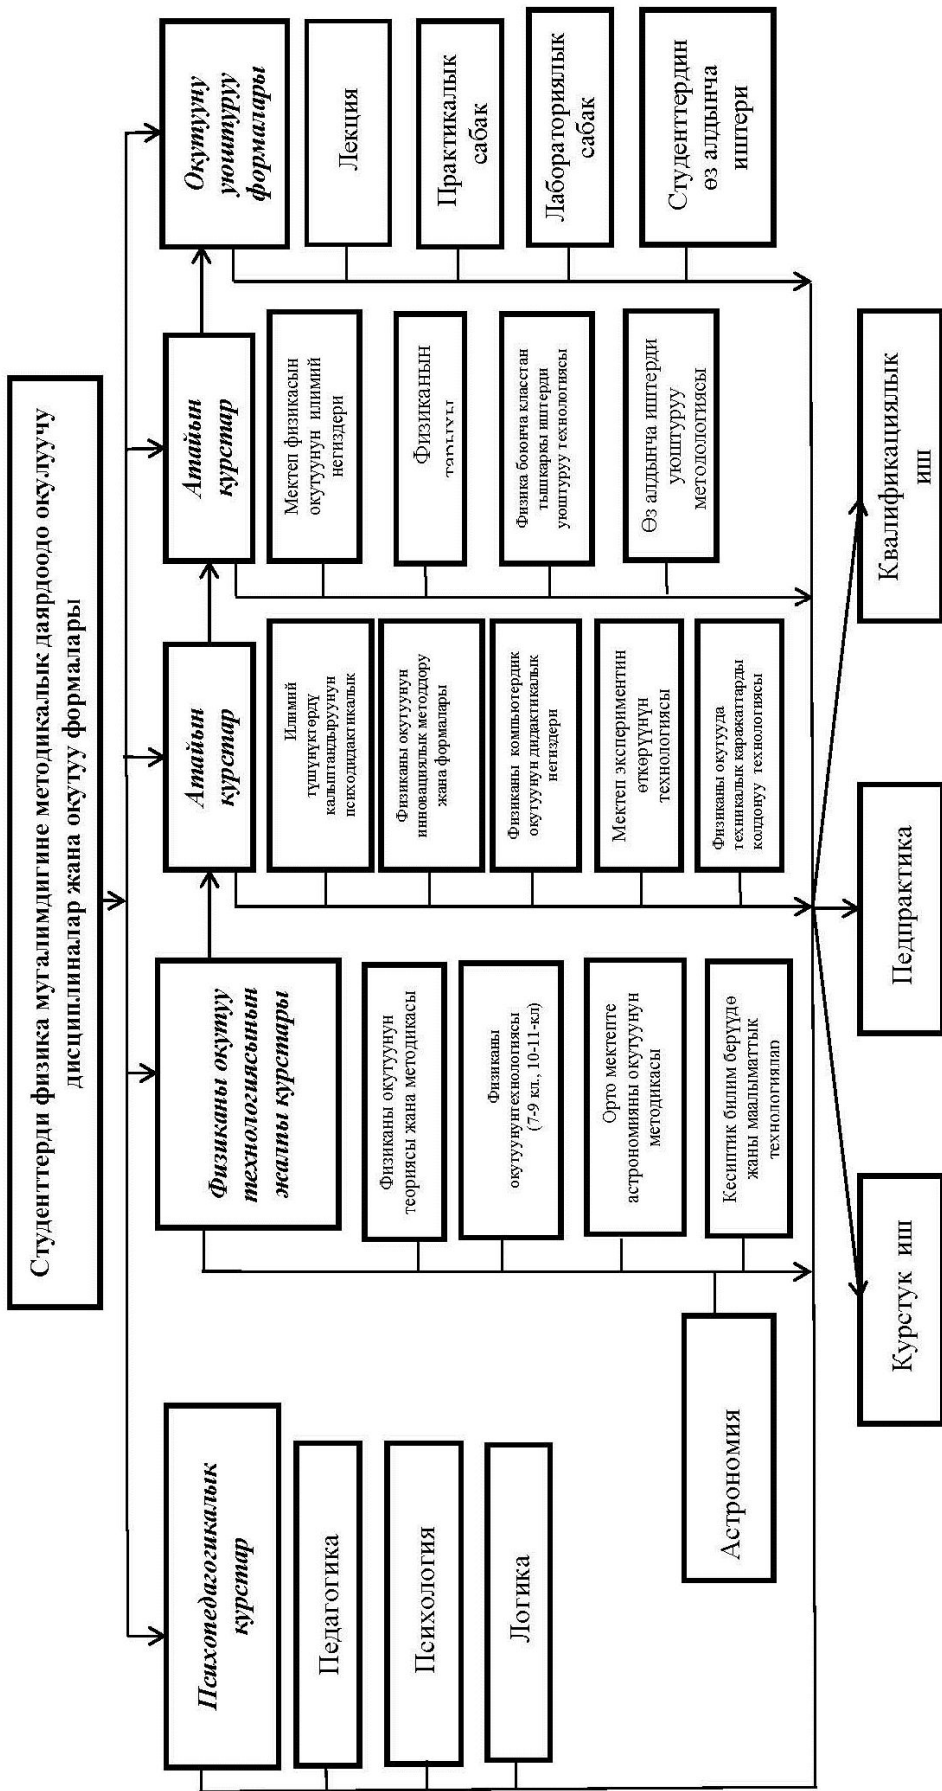 Студенттерди физика мугалимдигине методикалык даярдоодо окулуучу
дисциплиналар жана окутуу формалары
Психопедагогикалык
курстар
Педагогика
Психология
Логика
Физиканы окутуу
технологиясынын
жалпы курстары
Физиканы окутуунун
теориясы жана методикасы
Физиканы
окутуунунтехнологиясы
(7-9 кл., 10-11-кл)
Орто мектепте
астрономияны окутуунун
методикасы
Кесиптик билим берүүдө
жаны маалыматтык
технологиялар
Астрономия
Атайын
курстар
Илимий
түшүнүктөрдү
калыптандыруунун
психодидактикалык
Физиканы окутуунун
инновациялык методдору
жана формалары
Физиканы компьютердик
окутуунун дидактикалык
негиздери
Мектеп экспериментин
өткөрүүнүн
технологиясы
Физиканы окутууда
техникалык каражаттарды
колдонуу технологиясы
Атайын
курстар
Мектеп физикасын
окутуунун илимий
негиздери
Физиканын
Физика боюнча класстан
тышкаркы иштерди
уюштуруу технологиясы
Өз алдынча иштерди
уюштуруу
методологиясы
Окутууну
уюштуруу
формалары
Лекция
Практикалык
сабак
Лабораториялык
сабак
Студенттердин
өз алдынча
иштери
Курстук иш
Педпрактика
Квалификациялык
иш